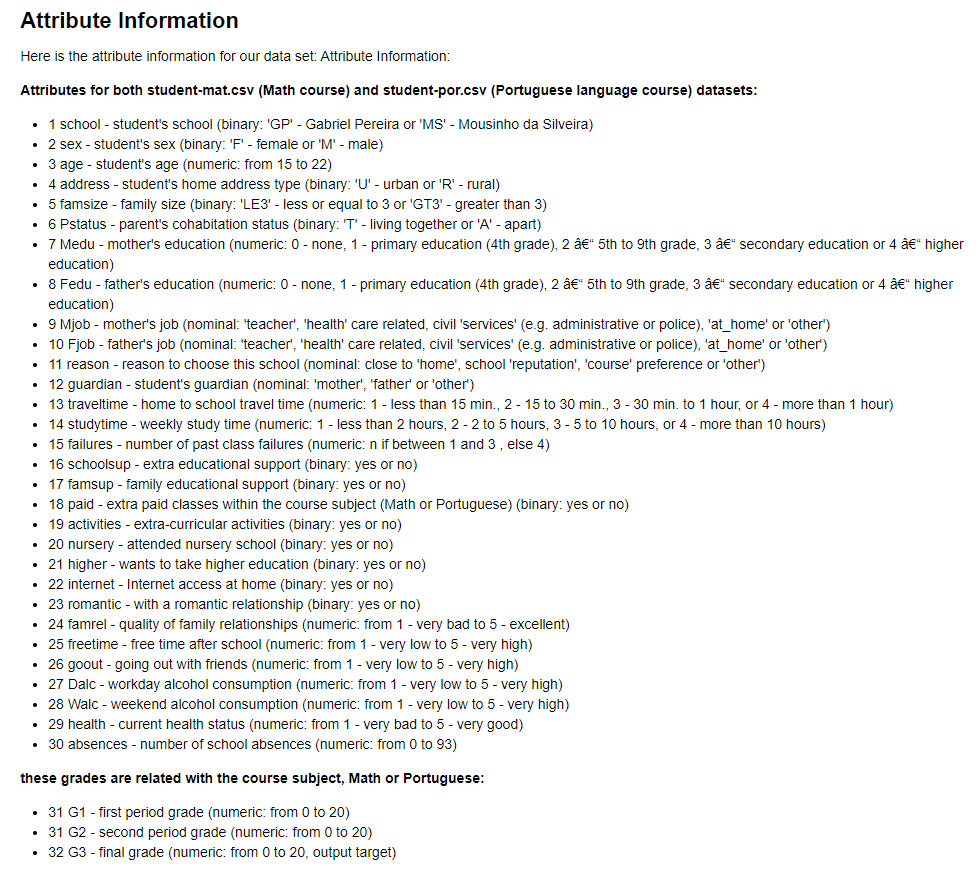 Attribute Information
Here is the attribute information for our data set: Attribute Information:
Attributes for both student-mat.csv (Math course) and student-por.csv (Portuguese language course) datasets:
• 1 school - student's school (binary: 'GP' - Gabriel Pereira or 'MS' - Mousinho da Silveira)
• 2 sex - student's sex (binary: 'F' - female or 'M' - male)
• 3 age - student's age (numeric: from 15 to 22)
• 4 address - student's home address type (binary: 'U' - urban or 'R' - rural)
• 5 famsize - family size (binary: 'LE3' - less or equal to 3 or 'GT3' - greater than 3)
• 6 Pstatus - parent's cohabitation status (binary: 'T' - living together or 'A' - apart)
• 7 Medu - mother's education (numeric: 0 - none, 1 - primary education (4th grade), 2 â€“ 5th to 9th grade, 3 â€“ secondary education or 4 â€“ higher
education)
• 8 Fedu - father's education (numeric: 0 - none, 1 - primary education (4th grade), 2 â€“ 5th to 9th grade, 3 â€“ secondary education or 4 â€“ higher
education)
• 9 Mjob - mother's job (nominal: 'teacher', 'health' care related, civil 'services' (e.g. administrative or police), 'at_home' or 'other')
• 10 Fjob - father's job (nominal: 'teacher', 'health' care related, civil 'services' (e.g. administrative or police), 'at_home' or 'other')
• 11 reason - reason to choose this school (nominal: close to 'home', school 'reputation', 'course' preference or 'other')
• 12 guardian - student's guardian (nominal: 'mother', 'father' or 'other')
• 13 traveltime - home to school travel time (numeric: 1 - less than 15 min., 2 - 15 to 30 min., 3 - 30 min. to 1 hour, or 4 - more than 1 hour)
• 14 studytime - weekly study time (numeric: 1 - less than 2 hours, 2 - 2 to 5 hours, 3 - 5 to 10 hours, or 4 - more than 10 hours)
• 15 failures - number of past class failures (numeric: n if between 1 and 3 , else 4)
• 16 schoolsup - extra educational support (binary: yes or no)
• 17 famsup - family educational support (binary: yes or no)
• 18 paid - extra paid classes within the course subject (Math or Portuguese) (binary: yes or no)
• 19 activities - extra-curricular activities (binary: yes or no)
• 20 nursery - attended nursery school (binary: yes or no)
• 21 higher - wants to take higher education (binary: yes or no)
• 22 internet - Internet access at home (binary: yes or no)
• 23 romantic - with a romantic relationship (binary: yes or no)
• 24 famrel - quality of family relationships (numeric: from 1 - very bad to 5 - excellent)
• 25 freetime - free time after school (numeric: from 1 - very low to 5 - very high)
• 26 goout - going out with friends (numeric: from 1 - very low to 5 - very high)
• 27 Dalc - workday alcohol consumption (numeric: from 1 - very low to 5 - very high)
• 28 Walc - weekend alcohol consumption (numeric: from 1 - very low to 5 - very high)
• 29 health - current health status (numeric: from 1 - very bad to 5 - very good)
• 30 absences - number of school absences (numeric: from 0 to 93)
these grades are related with the course subject, Math or Portuguese:
• 31 G1 - first period grade (numeric: from 0 to 20)
• 31 G2 - second period grade (numeric: from 0 to 20)
• 32 G3 - final grade (numeric: from 0 to 20, output target)